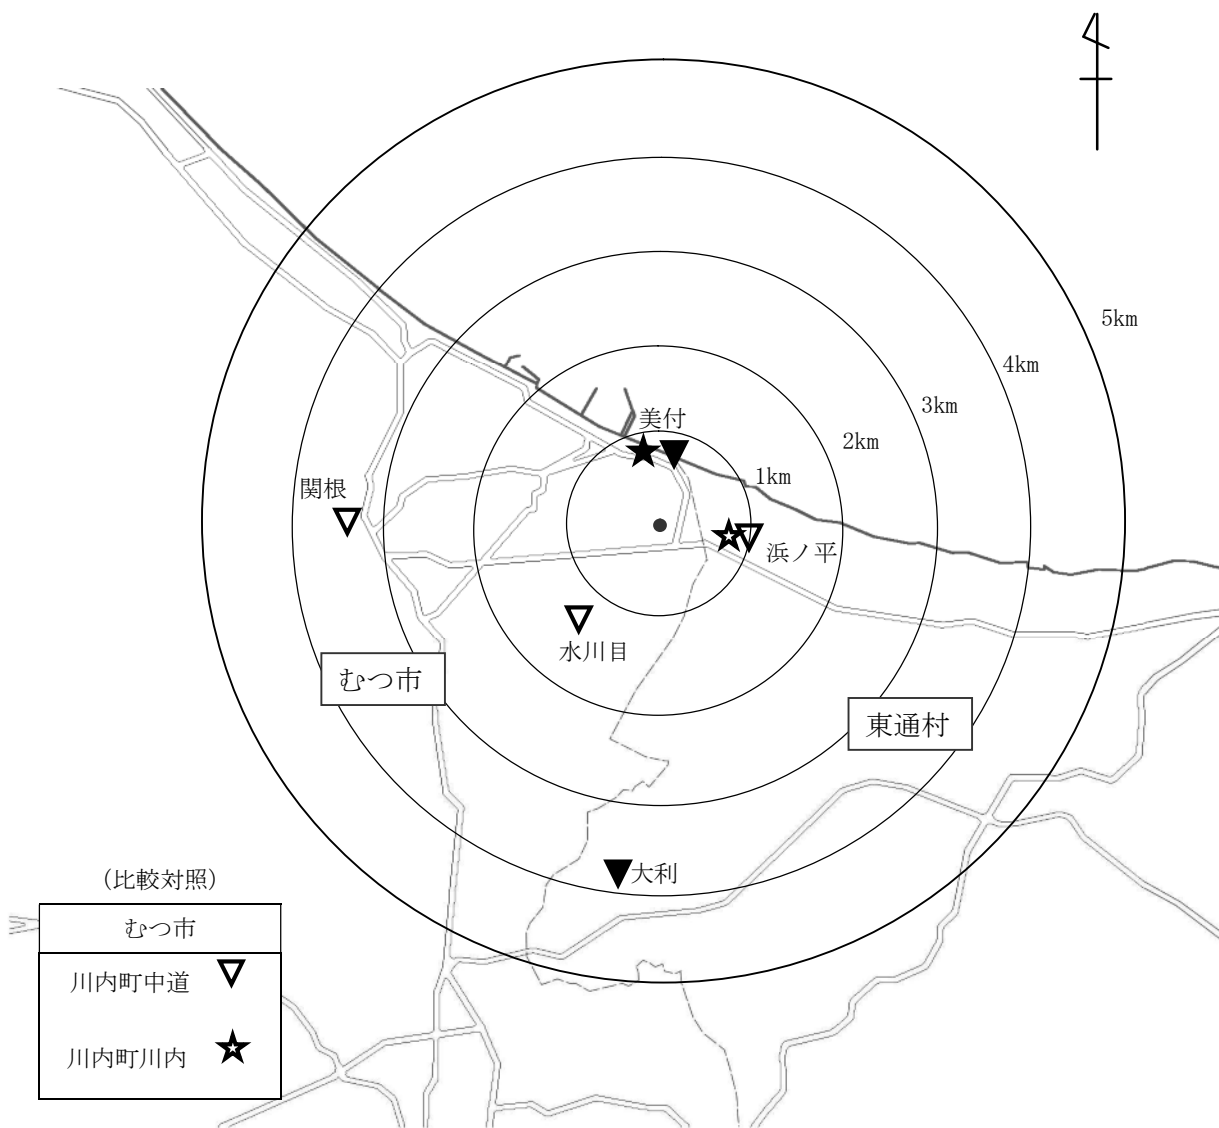 5km
4km
3km
2km
1km
美付
関根
浜ノ平
水川目
むつ市
東通村
大利
(比較対照)
むつ市
川内町中道
川内町川内